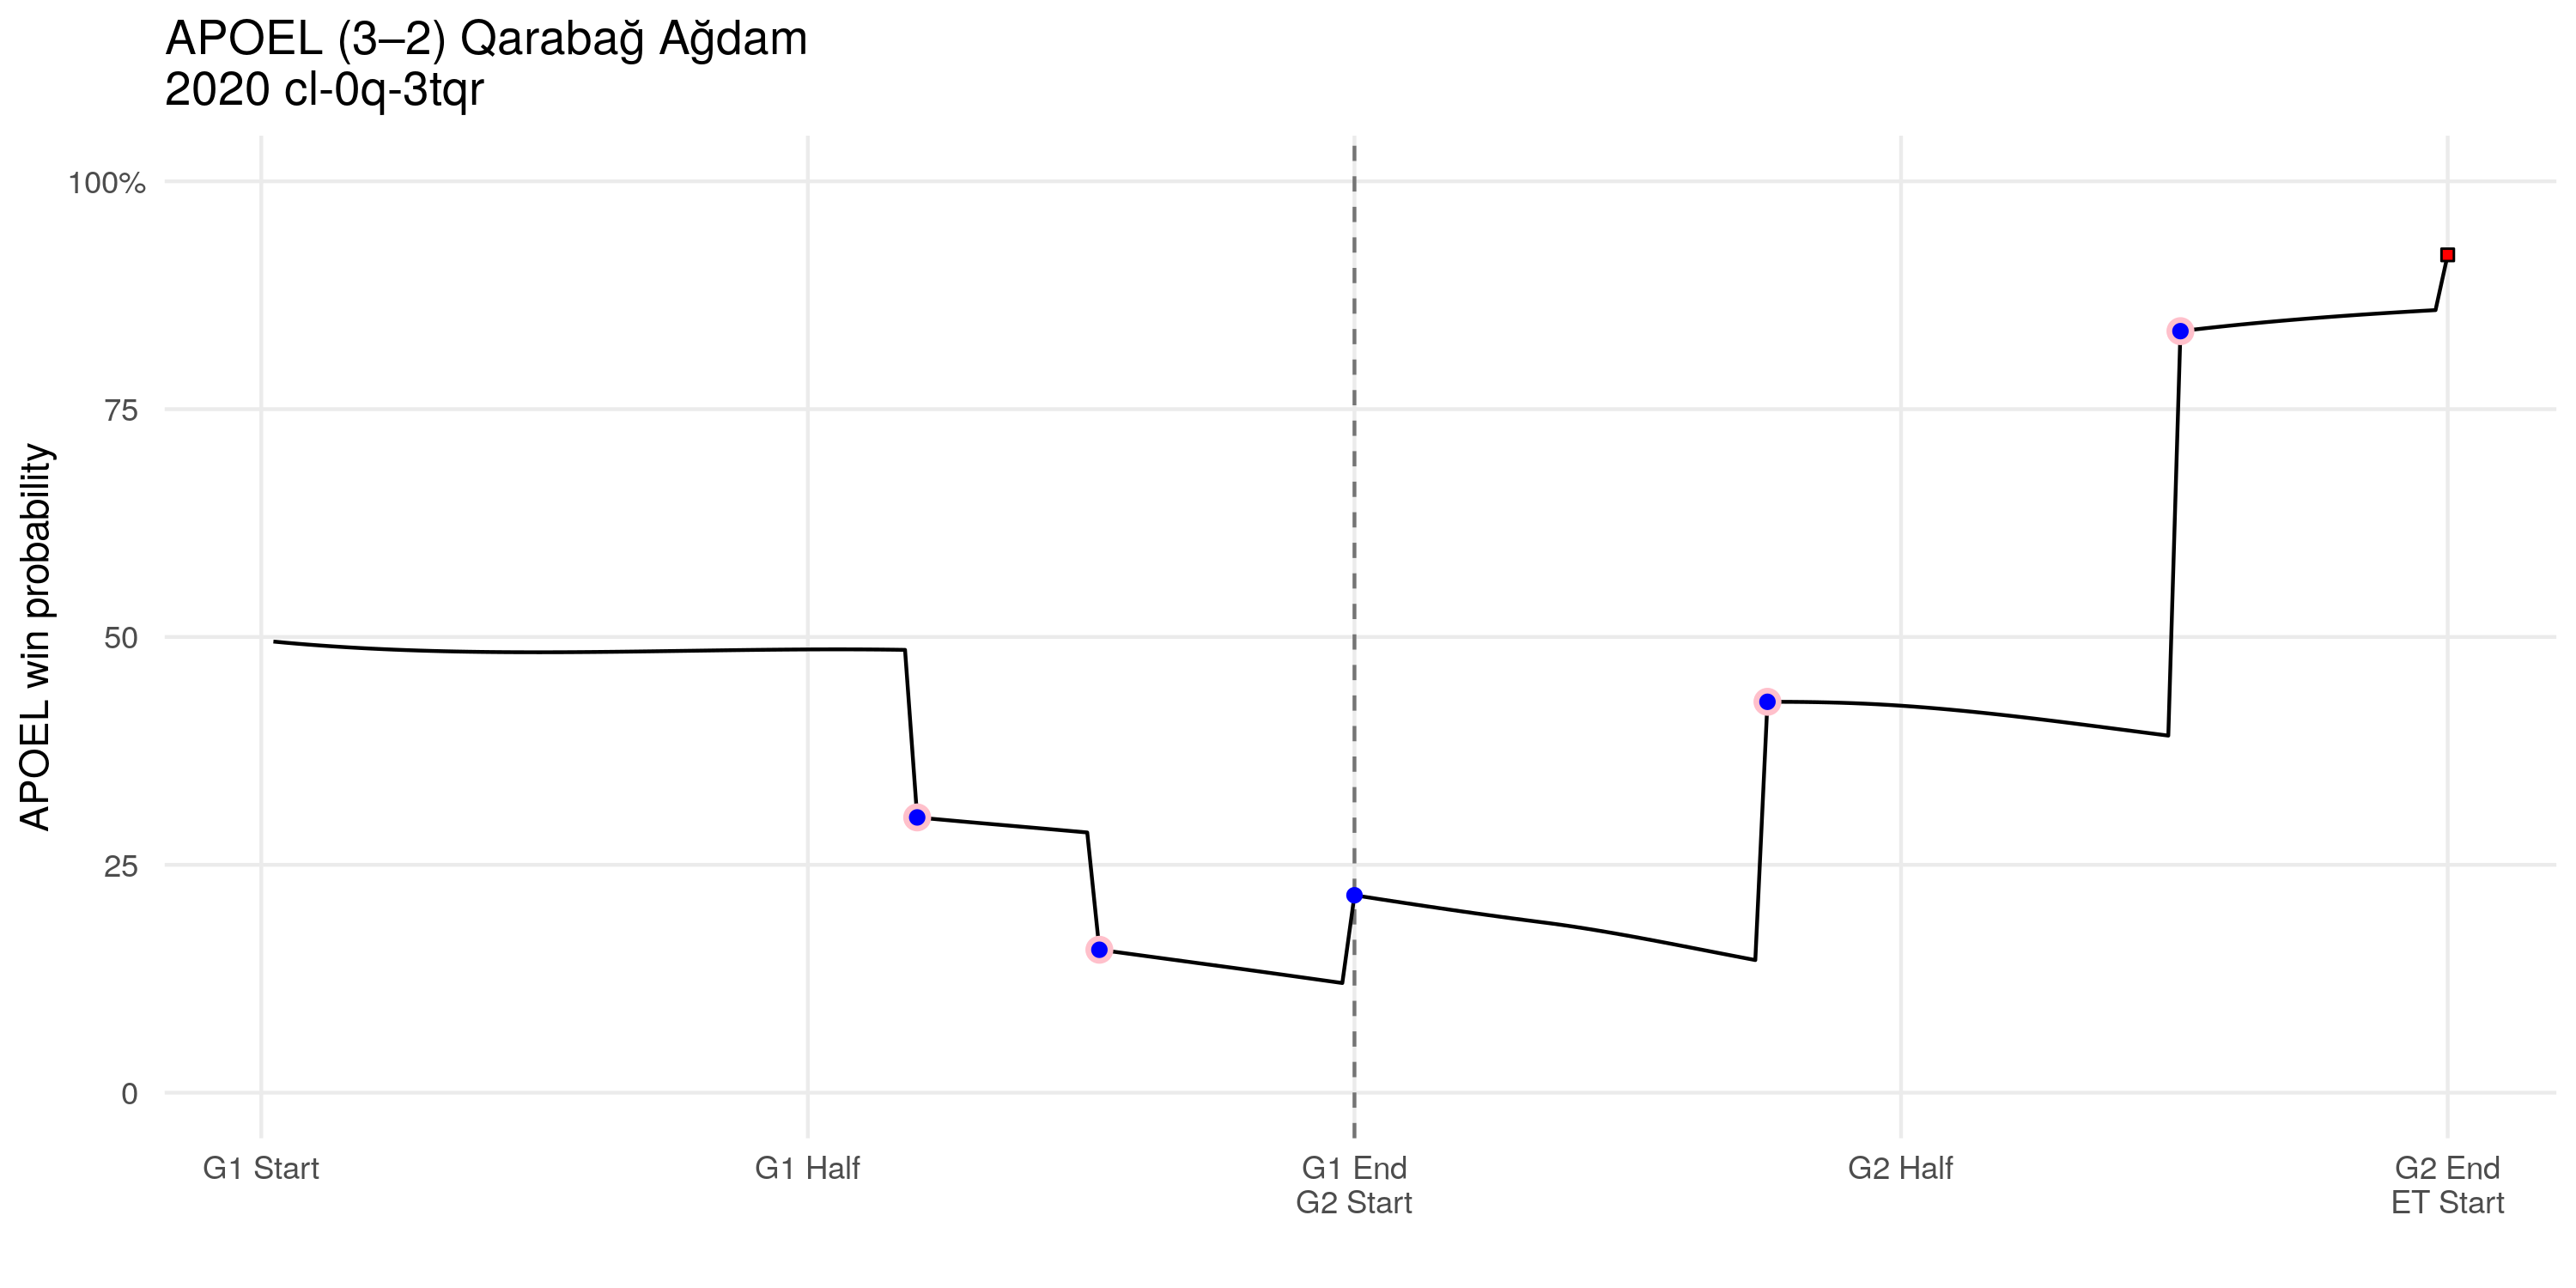 APOEL (3–2) Qarabağ Ağdam
2020 cl-0q-3tqr
APOEL win probability
100%
75
50
25
0
G1 Start
G1 Half
G1 End
G2 Start
G2 Half
G2 End
ET Start